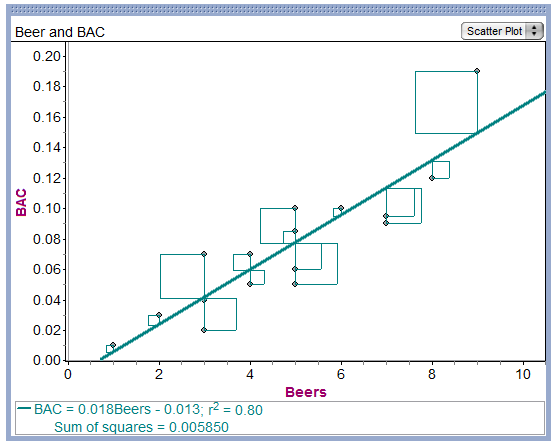 Beer and BAC
Scatter Plot
0.20
0.18
0.16
0.14
0.12
0.10
0.08
0.06
0.04
0.02
0.00
BAC
0 2 4 6 8 10
Beers
BAC = 0.018Beers - 0.013; r² = 0.80
Sum of squares = 0.005850